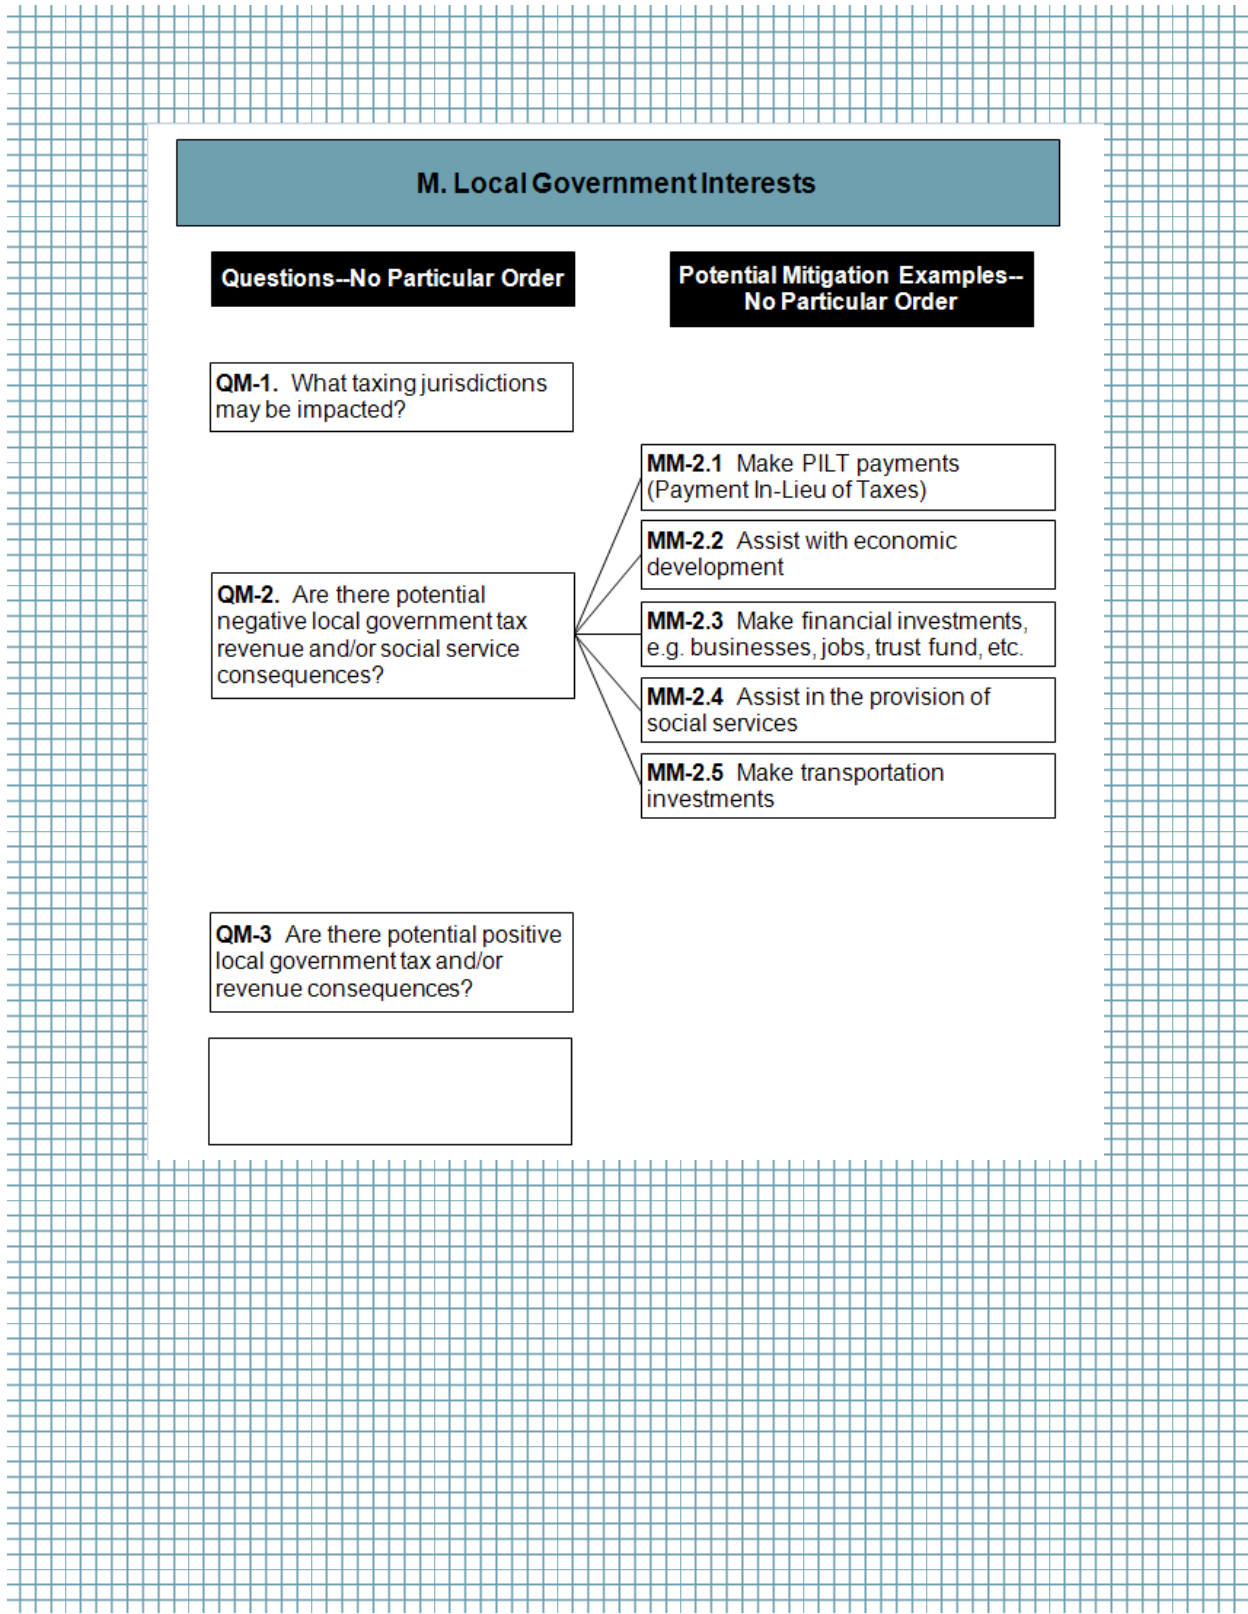 M. Local Government Interests
Questions--No Particular Order
Potential Mitigation Examples--
No Particular Order
QM-1. What taxing jurisdictions
may be impacted?
QM-2. Are there potential
negative local government tax
revenue and/or social service
consequences?
MM-2.1 Make PILT payments
(Payment In-Lieu of Taxes)
MM-2.2 Assist with economic
development
MM-2.3 Make financial investments,
e.g. businesses, jobs, trust fund, etc.
MM-2.4 Assist in the provision of
social services
MM-2.5 Make transportation
investments
QM-3 Are there potential positive
local government tax and/or
revenue consequences?